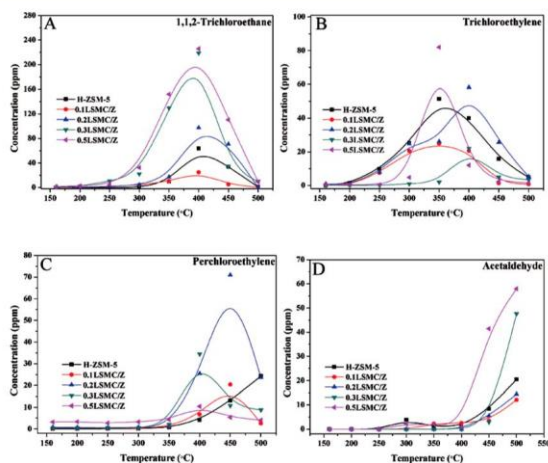 A
1,1,2-Trichloroethane
Concentration (ppm)
280
240
200
160
120
80
40
0
H-ZSM-5
0.1LSMC/Z
0.2LSMC/Z
0.3LSMC/Z
0.5LSMC/Z
150 200 250 300 350 400 450 500
Temperature (°C)
B
Trichloroethylene
Concentration (ppm)
100
80
60
40
20
0
H-ZSM-5
0.1LSMC/Z
0.2LSMC/Z
0.3LSMC/Z
0.5LSMC/Z
150 200 250 300 350 400 450 500
Temperature (°C)
C
Perchloroethylene
Concentration (ppm)
80
70
60
50
40
30
20
10
0
H-ZSM-5
0.1LSMC/Z
0.2LSMC/Z
0.3LSMC/Z
0.5LSMC/Z
150 200 250 300 350 400 450 500
Temperature (°C)
D
Acetaldehyde
Concentration (ppm)
70
60
50
40
30
20
10
0
H-ZSM-5
0.1LSMC/Z
0.2LSMC/Z
0.3LSMC/Z
0.5LSMC/Z
150 200 250 300 350 400 450 500 550
Temperature (°C)